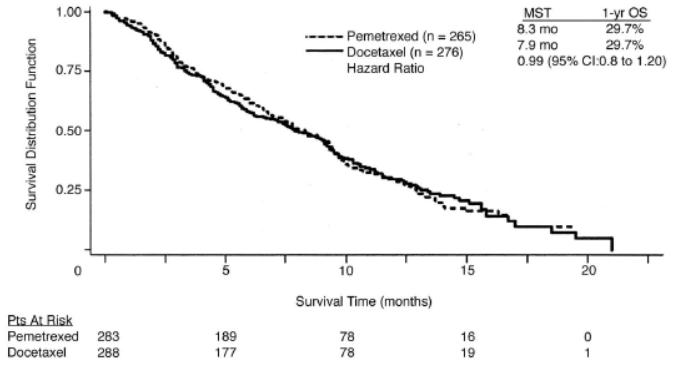 MST 1-yr OS
Pemetrexed (n = 265) 8.3 mo 29.7%
Docetaxel (n = 276) 7.9 mo 29.7%
Hazard Ratio 0.99 (95% CI:0.8 to 1.20)
Survival Distribution Function
1.00
0.75
0.50
0.25
0 5 10 15 20
Survival Time (months)
Pts At Risk
Pemetrexed 283 189 78 16 0
Docetaxel 288 177 78 19 1